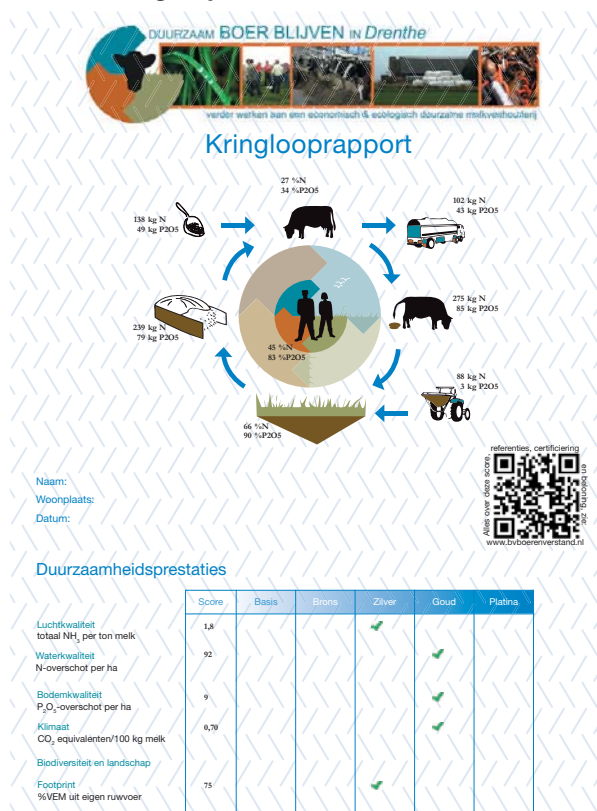 DUURZAAM BOER BLIJVEN IN Drenthe
verder werken aan een economisch & ecologisch duurzame melkveehouderij
Kringlooprapport
27 %N
34 %P2O5
138 kg N
49 kg P2O5
102 kg N
43 kg P2O5
275 kg N
85 kg P2O5
239 kg N
79 kg P2O5
45 %N
83 %P2O5
88 kg N
3 kg P2O5
66 %N
90 %P2O5
Naam:
Woonplaats:
Datum:
referenties, certificiering
Alles over deze score,
en beloning, zie:
www.bvboerenverstand.nl
Duurzaamheidsprestaties
Score Basis Brons Zilver Goud Platina
Luchtkwaliteit
totaal NH3 per ton melk 1,8
Waterkwaliteit 92
N-overschot per ha
Bodemkwaliteit 9
P2O5-overschot per ha
Klimaat 0,70
CO2 equivalenten/100 kg melk
Biodiversiteit en landschap
Footprint 75
%VEM uit eigen ruwvoer